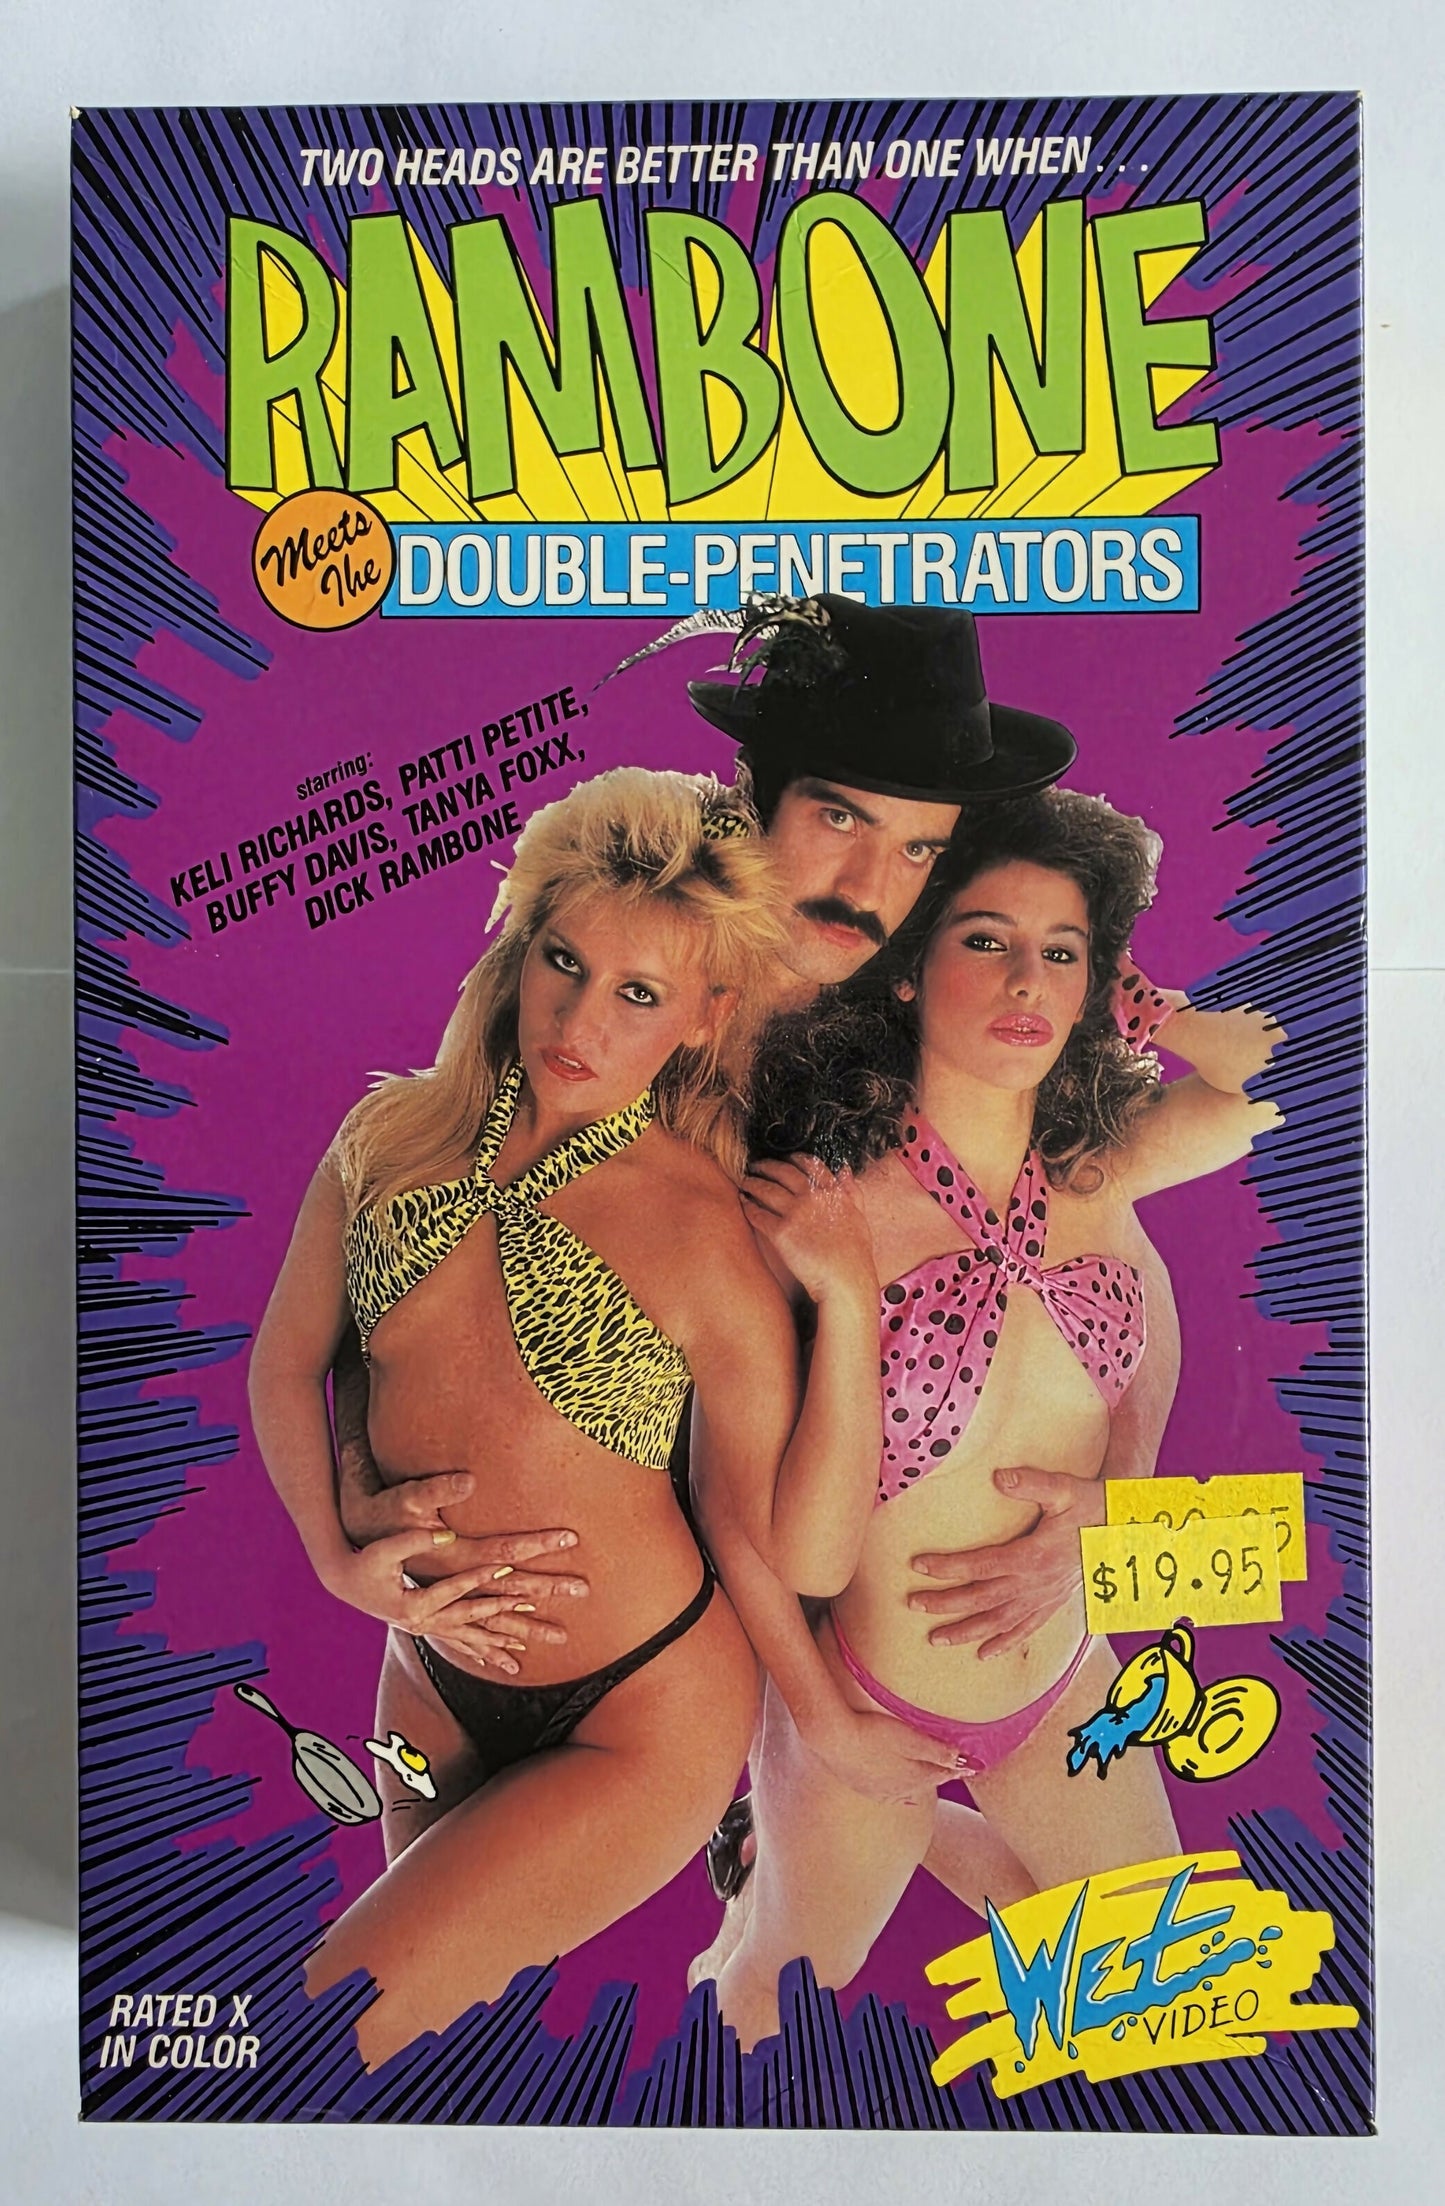 TWO HEADS ARE BETTER THAN ONE WHEN...
RAMBONE
Meets
The
DOUBLE-PENETRATORS
starring:
KELI RICHARDS, PATTI PETITE,
BUFFY DAVIS, TANYA FOXX,
DICK RAMBONE
$19.95
RATED X
IN COLOR
Wet
VIDEO